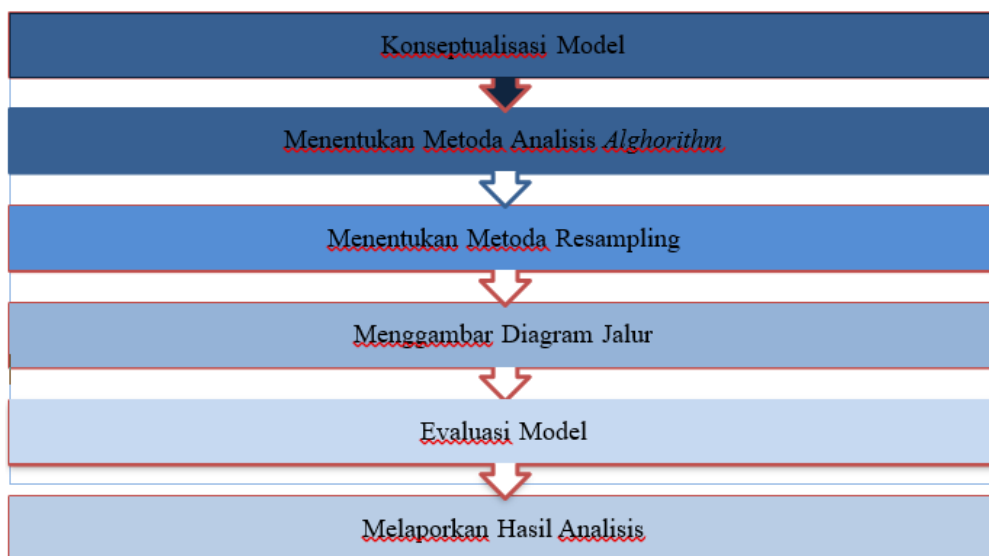 Konseptualisasi Model
Menentukan Metoda Analisis Alghorithm
Menentukan Metoda Resampling
Menggambar Diagram Jalur
Evaluasi Model
Melaporkan Hasil Analisis